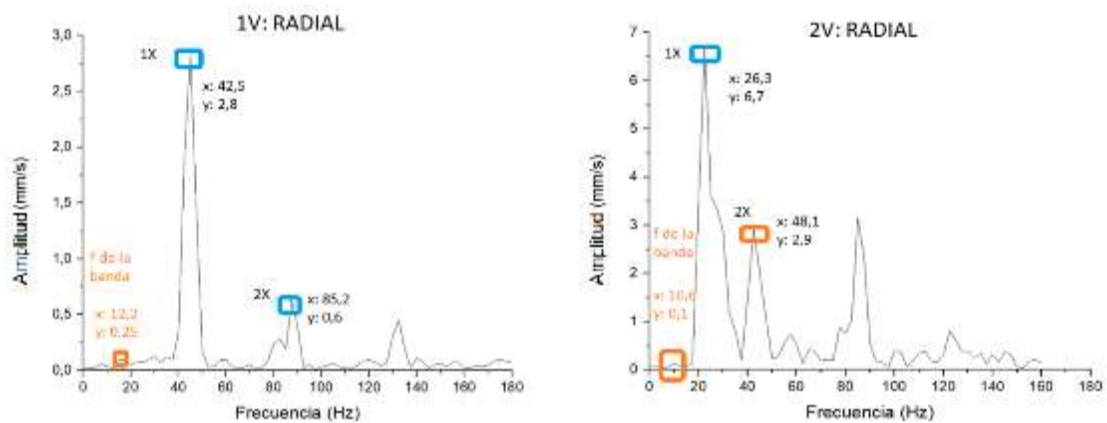 1V: RADIAL
3,0
2,5
2,0
1,5
1,0
0,5
0,0
Amplitud (mm/s)
1X
x: 42,5
y: 2,8
f de la
banda
x: 12,2
y: 0,25
2X
x: 85,2
y: 0,6
0 20 40 60 80 100 120 140 160 180
Frecuencia (Hz)
2V: RADIAL
7
6
5
4
3
2
1
0
Amplitud (mm/s)
1X
x: 26,3
y: 6,7
2X
x: 48,1
y: 2,9
f de la
banda
x: 10,6
y: 0,1
0 20 40 60 80 100 120 140 160 180
Frecuencia (Hz)